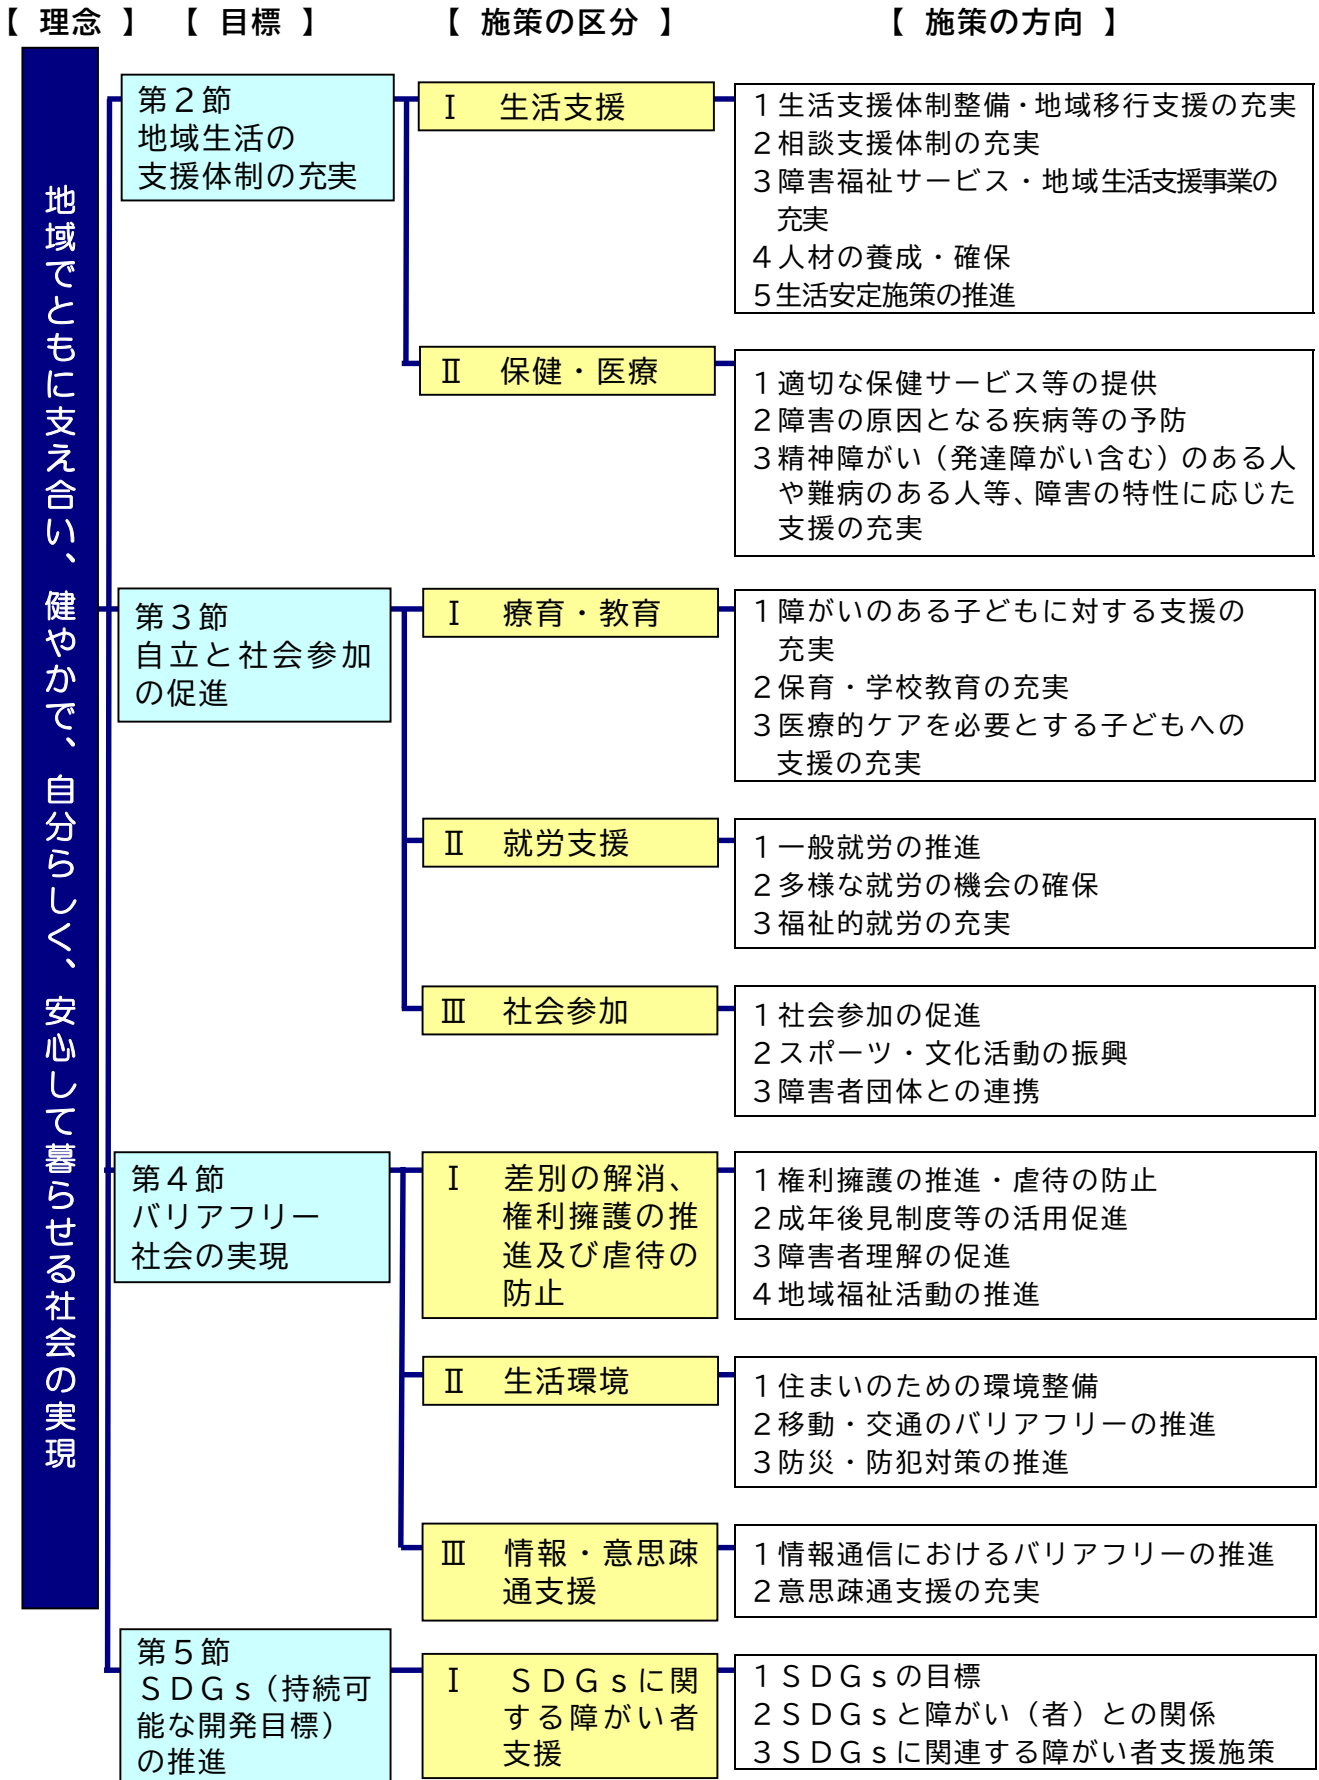 【 理念 】 【 目標 】 【 施策の区分 】 【 施策の方向 】
地域でともに支え合い、健やかで、自分らしく、安心して暮らせる社会の実現
第２節
地域生活の
支援体制の充実
Ⅰ 生活支援
１生活支援体制整備・地域移行支援の充実
２相談支援体制の充実
３障害福祉サービス・地域生活支援事業の
充実
４人材の養成・確保
５生活安定施策の推進
Ⅱ 保健・医療
１適切な保健サービス等の提供
２障害の原因となる疾病等の予防
３精神障がい（発達障がい含む）のある人
や難病のある人等、障害の特性に応じた
支援の充実
第３節
自立と社会参加
の促進
Ⅰ 療育・教育
１障がいのある子どもに対する支援の
充実
２保育・学校教育の充実
３医療的ケアを必要とする子どもへの
支援の充実
Ⅱ 就労支援
１一般就労の推進
２多様な就労の機会の確保
３福祉的就労の充実
Ⅲ 社会参加
１社会参加の促進
２スポーツ・文化活動の振興
３障害者団体との連携
第４節
バリアフリー
社会の実現
Ⅰ 差別の解消、
権利擁護の推
進及び虐待の
防止
１権利擁護の推進・虐待の防止
２成年後見制度等の活用促進
３障害者理解の促進
４地域福祉活動の推進
Ⅱ 生活環境
１住まいのための環境整備
２移動・交通のバリアフリーの推進
３防災・防犯対策の推進
Ⅲ 情報・意思疎
通支援
１情報通信におけるバリアフリーの推進
２意思疎通支援の充実
第５節
ＳＤＧｓ（持続可
能な開発目標）
の推進
Ⅰ ＳＤＧｓに関
する障がい者
支援
１ＳＤＧｓの目標
２ＳＤＧｓと障がい（者）との関係
３ＳＤＧｓに関連する障がい者支援施策